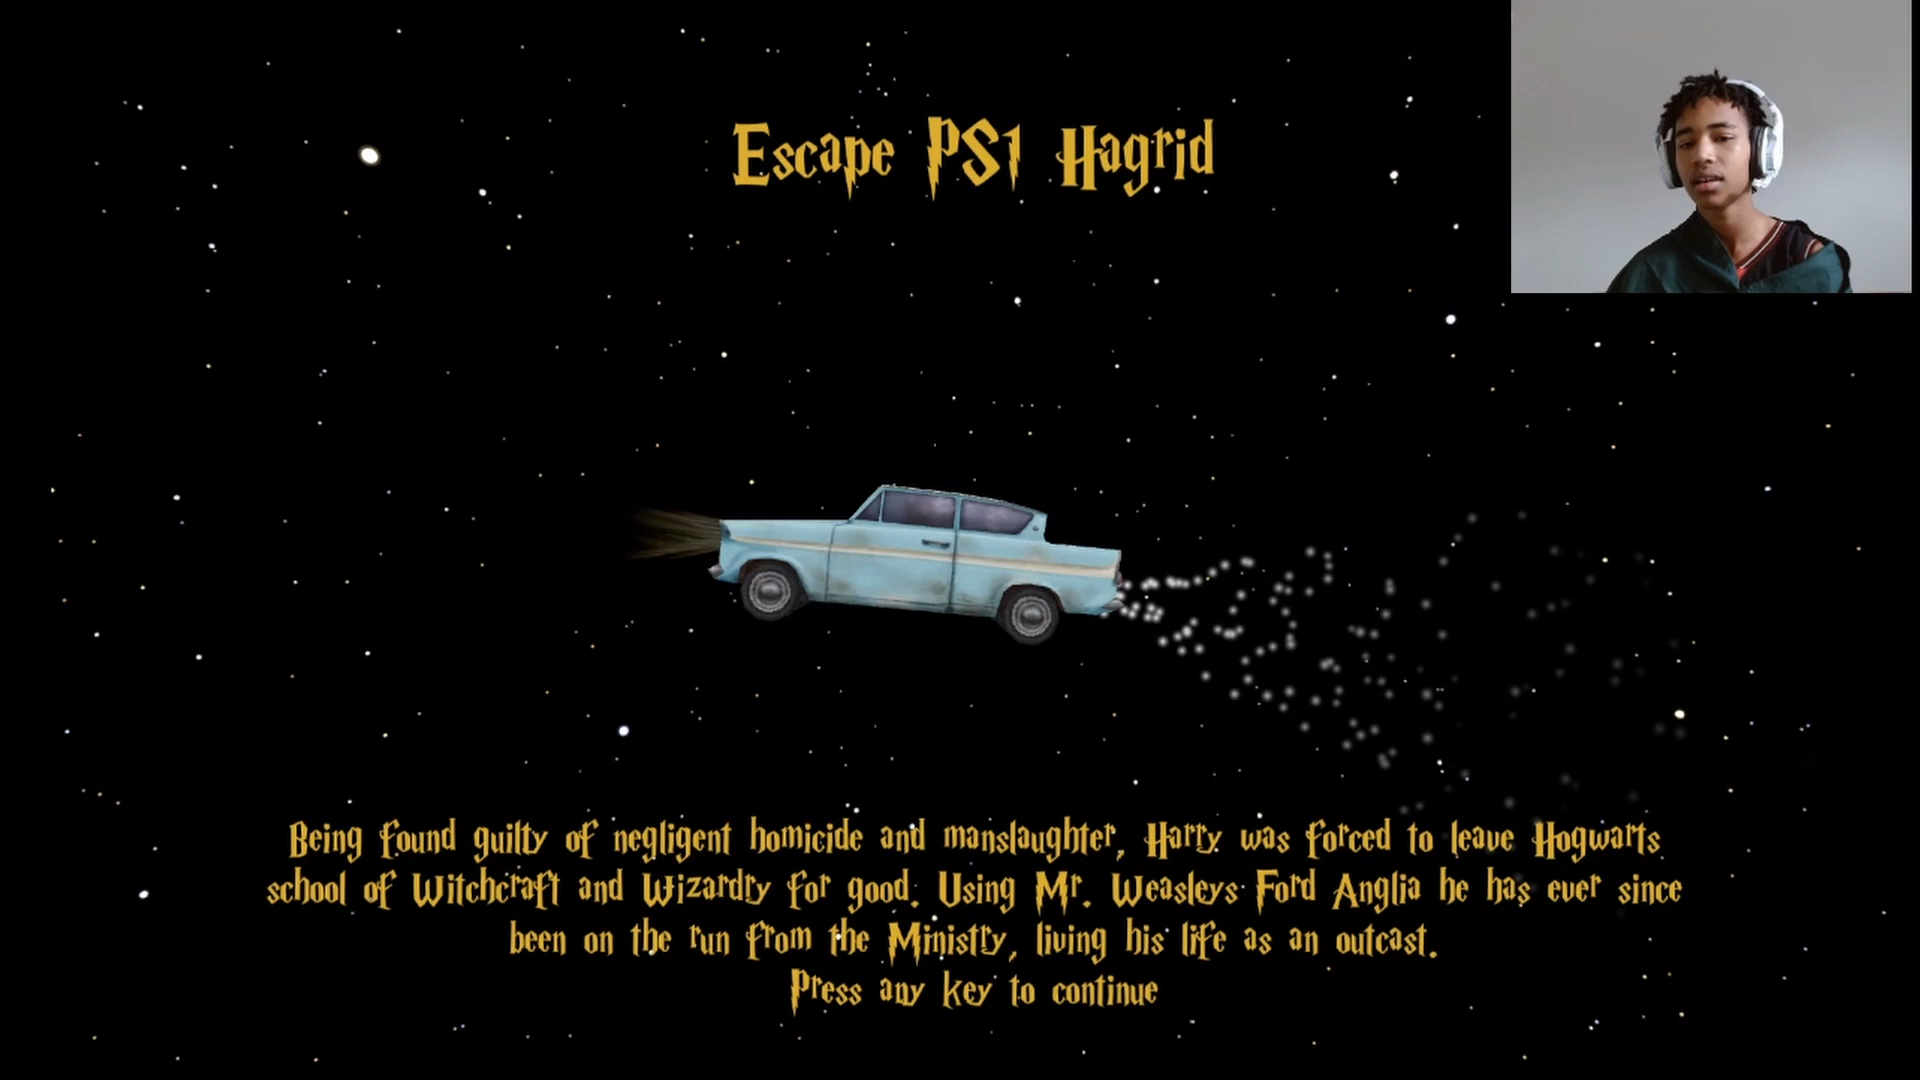 Escape PS1 Hagrid
Being found guilty of negligent homicide and manslaughter, Harry was forced to leave Hogwarts
school of Witchcraft and Wizardry for good. Using Mr. Weasleys Ford Anglia he has ever since
been on the run from the Ministry, living his life as an outcast.
Press any key to continue